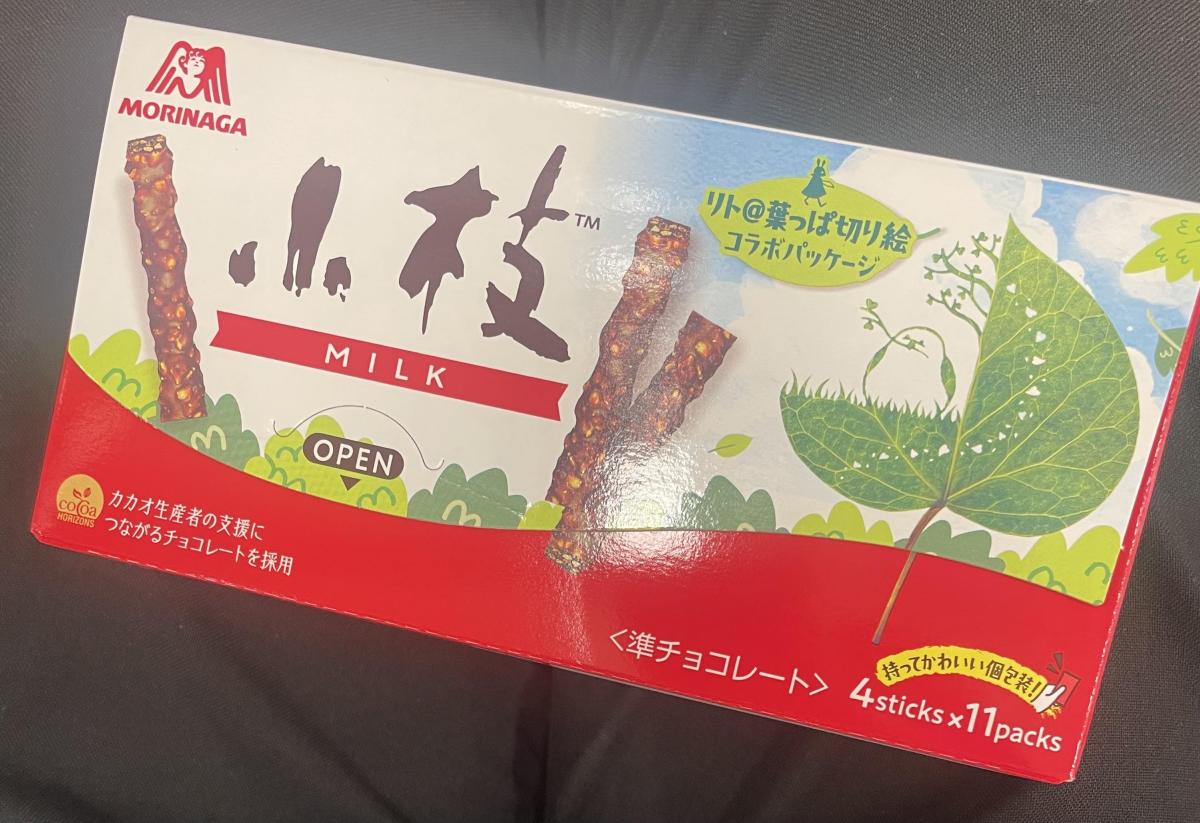 MORINAGA
小枝™
MILK
OPEN
リト@葉っぱ切り絵
コラボパッケージ
cocoa
HORIZONS
カカオ生産者の支援に
つながるチョコレートを採用
<準チョコレート>
持ってかわいい個包装!
4sticks×11packs